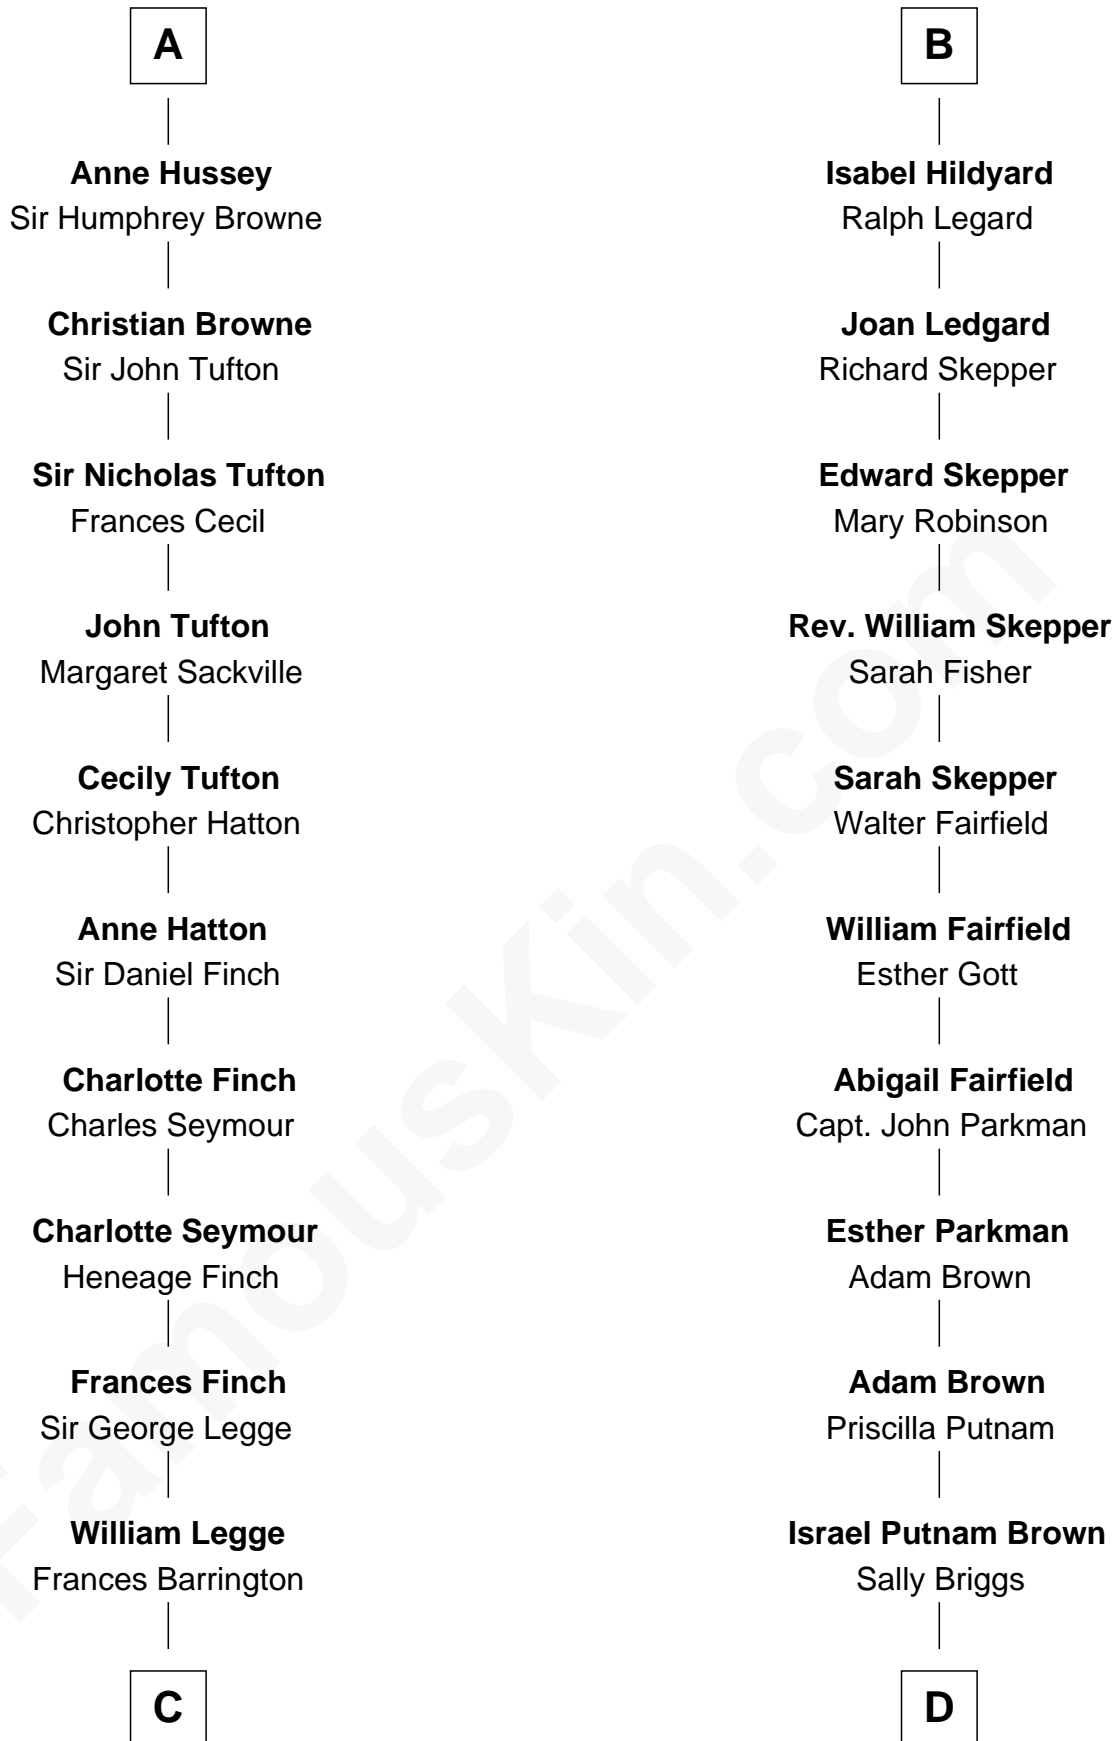 A
Anne Hussey
Sir Humphrey Browne
Christian Browne
Sir John Tufton
Sir Nicholas Tufton
Frances Cecil
John Tufton
Margaret Sackville
Cecily Tufton
Christopher Hatton
Anne Hatton
Sir Daniel Finch
Charlotte Finch
Charles Seymour
Charlotte Seymour
Heneage Finch
Frances Finch
Sir George Legge
William Legge
Frances Barrington
C
B
Isabel Hildyard
Ralph Legard
Joan Ledgard
Richard Skepper
Edward Skepper
Mary Robinson
Rev. William Skepper
Sarah Fisher
Sarah Skepper
Walter Fairfield
William Fairfield
Esther Gott
Abigail Fairfield
Capt. John Parkman
Esther Parkman
Adam Brown
Adam Brown
Priscilla Putnam
Israel Putnam Brown
Sally Briggs
D
FamousKin.com